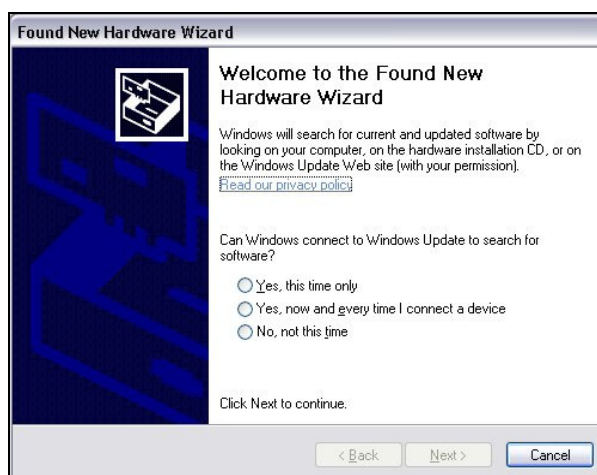 Found New Hardware Wizard
Welcome to the Found New
Hardware Wizard
Windows will search for current and updated software by
looking on your computer, on the hardware installation CD, or on
the Windows Update Web site (with your permission).
Read our privacy policy
Can Windows connect to Windows Update to search for
software?
Yes, this time only
Yes, now and every time I connect a device
No, not this time
Click Next to continue.
< Back
Next >
Cancel